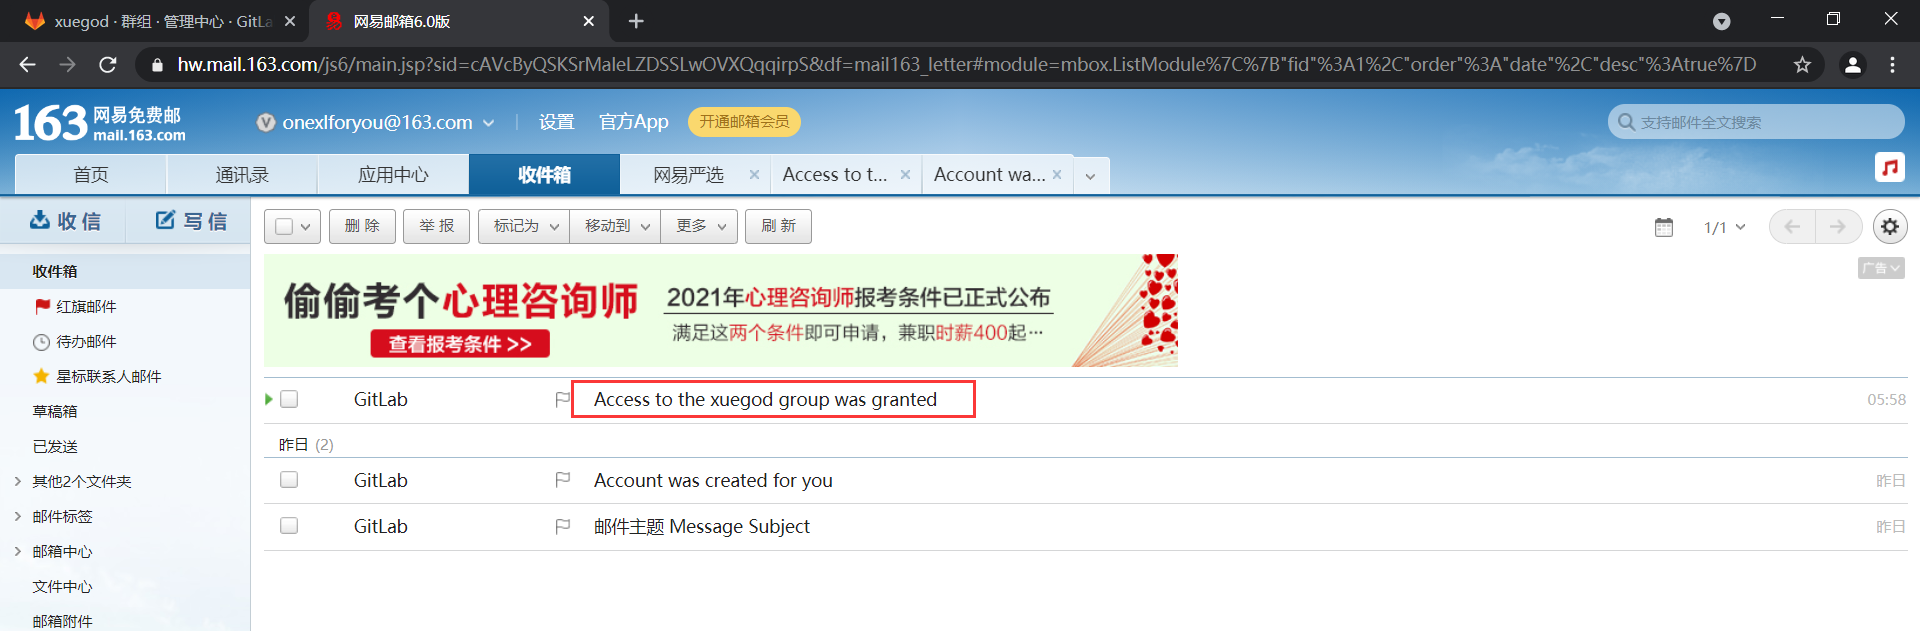 xuegod · 群组 · 管理中心 · GitLa
网易邮箱6.0版
hw.mail.163.com/js6/main.jsp?sid=cAVcByQSKSrMaleLZDSSLwOVXQqqirpS&df=mail163_letter#module=mbox.ListModule%7C%7B"fid"%3A1%2C"order"%3A"date"%2C"desc"%3Atrue%7D
163 网易免费邮
mail.163.com
onexlforyou@163.com
设置
官方App
开通邮箱会员
支持邮件全文搜索
首页
通讯录
应用中心
收件箱
网易严选
Access to t...
Account wa...
收信
写信
删 除
举 报
标记为
移动到
更多
刷 新
1/1
收件箱
红旗邮件
待办邮件
星标联系人邮件
草稿箱
已发送
其他2个文件夹
邮件标签
邮箱中心
文件中心
邮箱附件
偷偷考个心理咨询师
查看报考条件 >>
2021年心理咨询师报考条件已正式公布
满足这两个条件即可申请，兼职时薪400起···
广告
GitLab
Access to the xuegod group was granted
05:58
昨日 (2)
GitLab
Account was created for you
昨日
GitLab
邮件主题 Message Subject
昨日